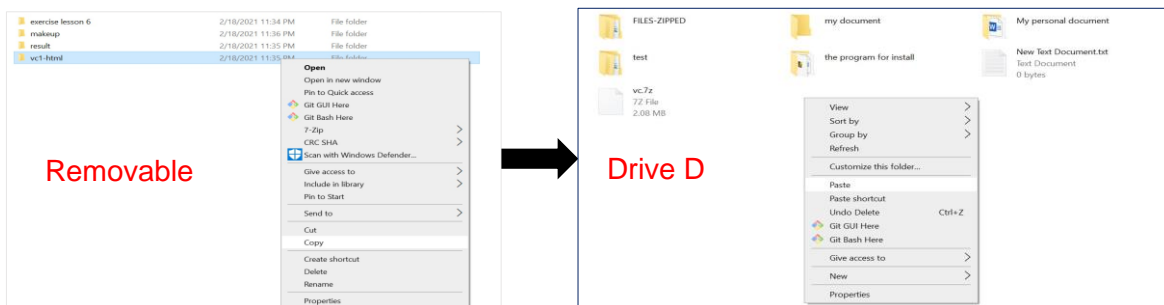 exercise lesson 6 2/18/2021 11:34 PM File folder
makeup 2/18/2021 11:36 PM File folder
result 2/18/2021 11:35 PM File folder
vc1-html 2/18/2021 11:35 PM File folder
Open
Open in new window
Pin to Quick access
Git GUI Here
Git Bash Here
7-Zip
CRC SHA
Scan with Windows Defender...
Give access to
Include in library
Pin to Start
Send to
Cut
Copy
Create shortcut
Delete
Rename
Properties
Removable
FILES-ZIPPED
my document
My personal document
test
the program for install
New Text Document.txt
Text Document
0 bytes
vc.7z
7Z File
2.08 MB
View
Sort by
Group by
Refresh
Customize this folder...
Paste
Paste shortcut
Undo Delete Ctrl+Z
Git GUI Here
Git Bash Here
Give access to
New
Properties
Drive D